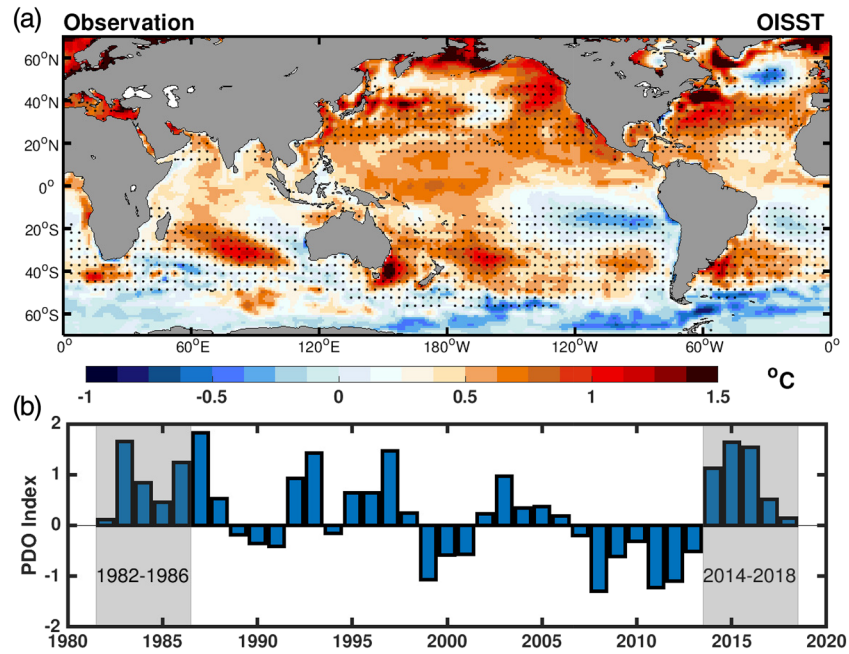 (a) Observation OISST
60°N
40°N
20°N
0°
20°S
40°S
60°S
0° 60°E 120°E 180°W 120°W 60°W 0°
-1 -0.5 0 0.5 1 1.5 °C
(b)
2
1
0
-1
-2
PDO Index
1982-1986 2014-2018
1980 1985 1990 1995 2000 2005 2010 2015 2020